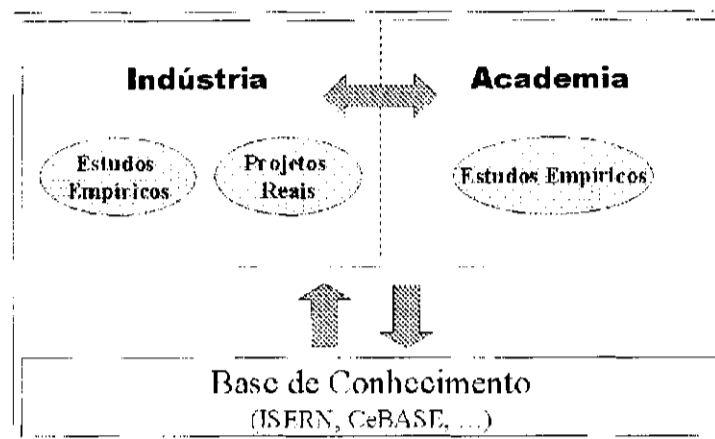 Indústria
Academia
Estudos
Empíricos
Projetos
Reais
Estudos Empíricos
Base de Conhecimento
(ISERN, CeBASE, ...)